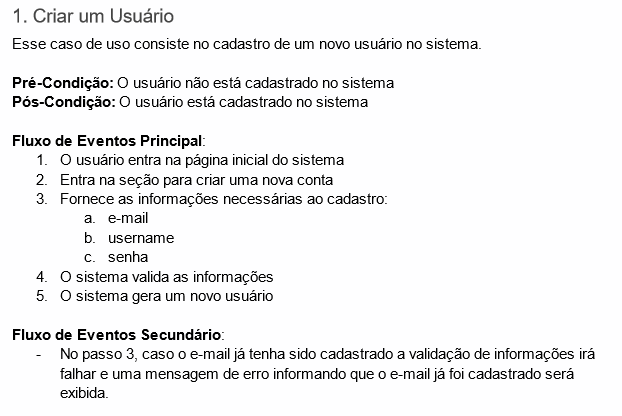 1. Criar um Usuário
Esse caso de uso consiste no cadastro de um novo usuário no sistema.
Pré-Condição: O usuário não está cadastrado no sistema
Pós-Condição: O usuário está cadastrado no sistema
Fluxo de Eventos Principal:
1. O usuário entra na página inicial do sistema
2. Entra na seção para criar uma nova conta
3. Fornece as informações necessárias ao cadastro:
a. e-mail
b. username
c. senha
4. O sistema valida as informações
5. O sistema gera um novo usuário
Fluxo de Eventos Secundário:
- No passo 3, caso o e-mail já tenha sido cadastrado a validação de informações irá
falhar e uma mensagem de erro informando que o e-mail já foi cadastrado será
exibida.